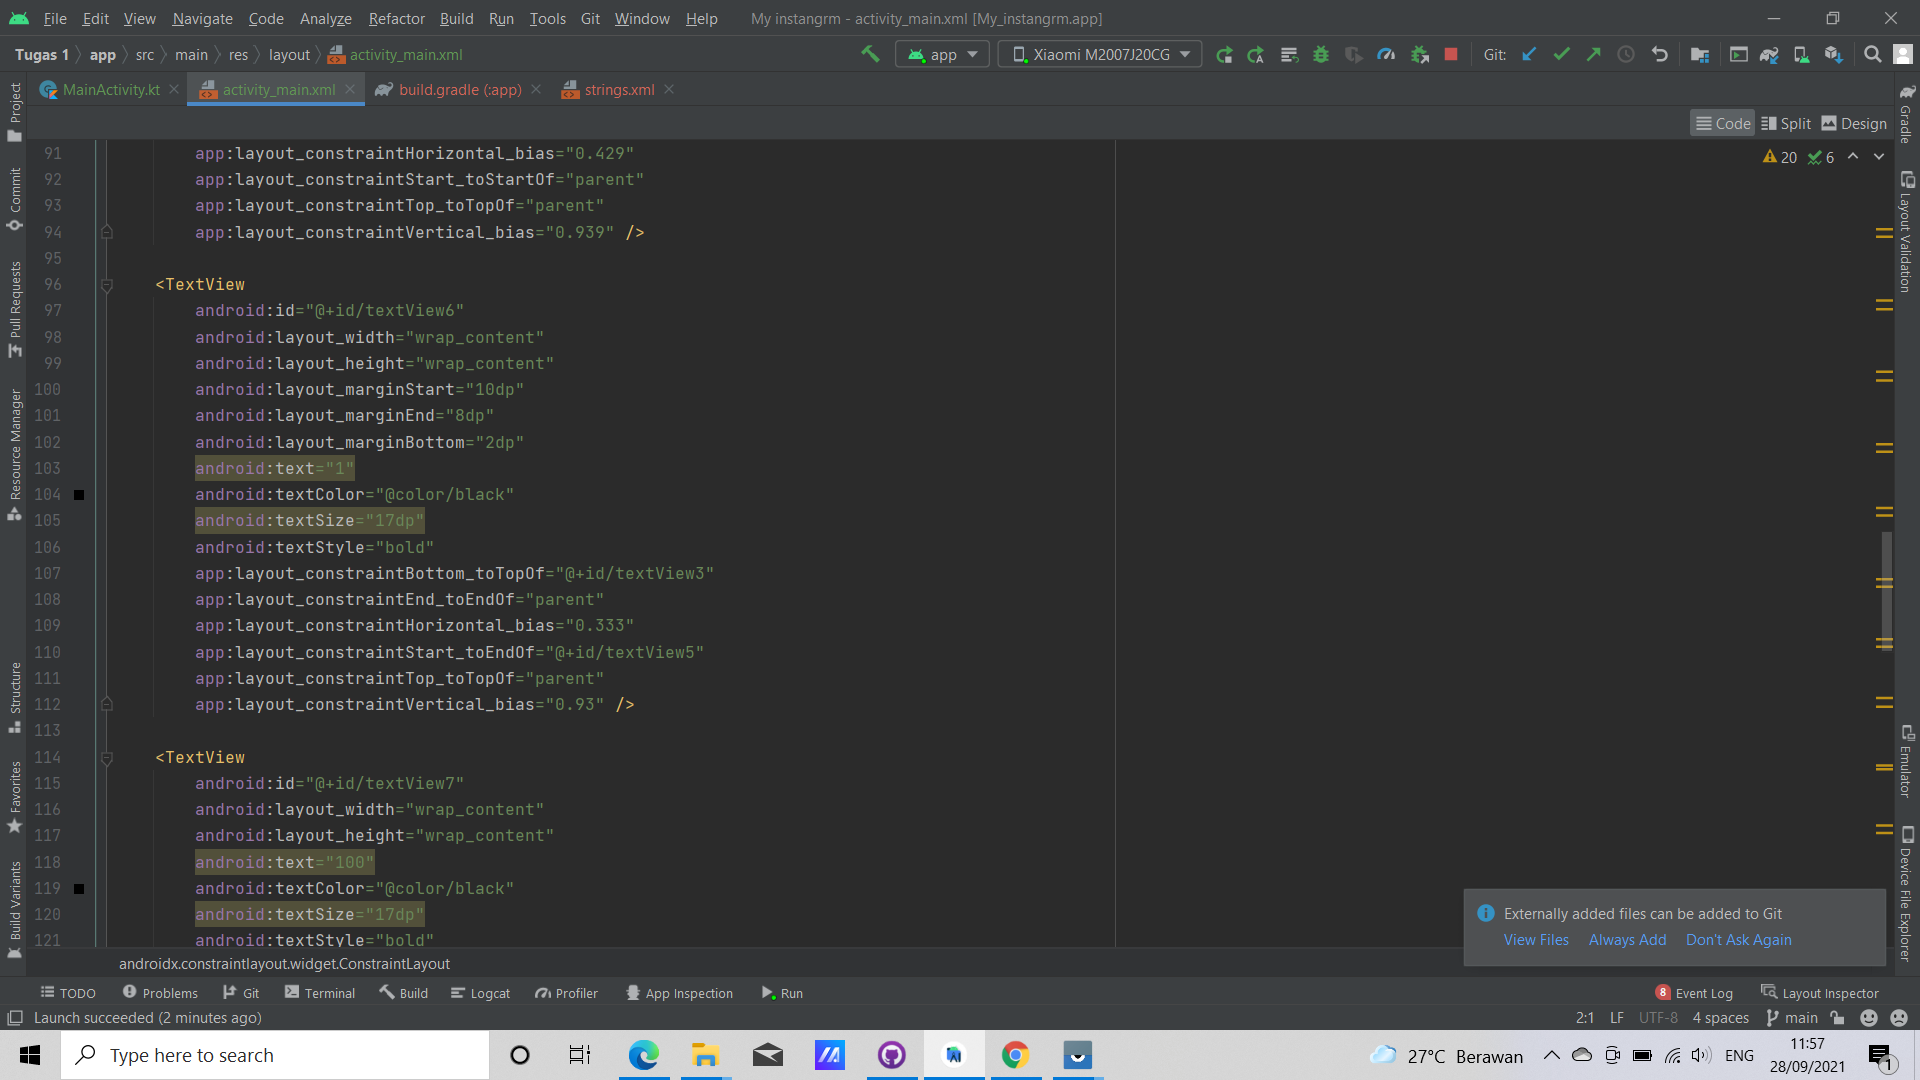 File Edit View Navigate Code Analyze Refactor Build Run Tools Git Window Help My instangrm - activity_main.xml [My_instangrm.app]
Tugas 1 app src main res layout activity_main.xml app Xiaomi M2007J20CG Git:
MainActivity.kt activity_main.xml build.gradle (:app) strings.xml
Code Split Design
20 6
91 app:layout_constraintHorizontal_bias="0.429"
92 app:layout_constraintStart_toStartOf="parent"
93 app:layout_constraintTop_toTopOf="parent"
94 app:layout_constraintVertical_bias="0.939" />
95
96 <TextView
97 android:id="@+id/textView6"
98 android:layout_width="wrap_content"
99 android:layout_height="wrap_content"
100 android:layout_marginStart="10dp"
101 android:layout_marginEnd="8dp"
102 android:layout_marginBottom="2dp"
103 android:text="1"
104 android:textColor="@color/black"
105 android:textSize="17dp"
106 android:textStyle="bold"
107 app:layout_constraintBottom_toTopOf="@+id/textView3"
108 app:layout_constraintEnd_toEndOf="parent"
109 app:layout_constraintHorizontal_bias="0.333"
110 app:layout_constraintStart_toEndOf="@+id/textView5"
111 app:layout_constraintTop_toTopOf="parent"
112 app:layout_constraintVertical_bias="0.93" />
113
114 <TextView
115 android:id="@+id/textView7"
116 android:layout_width="wrap_content"
117 android:layout_height="wrap_content"
118 android:text="100"
119 android:textColor="@color/black"
120 android:textSize="17dp"
121 android:textStyle="bold"
Project
Commit
Pull Requests
Resource Manager
Structure
Favorites
Build Variants
Gradle
Layout Validation
Emulator
Device File Explorer
Externally added files can be added to Git
View Files Always Add Don't Ask Again
androidx.constraintlayout.widget.ConstraintLayout
TODO Problems Git Terminal Build Logcat Profiler App Inspection Run 8 Event Log Layout Inspector
Launch succeeded (2 minutes ago) 2:1 LF UTF-8 4 spaces main
Type here to search 27°C Berawan ENG 11:57
28/09/2021 1